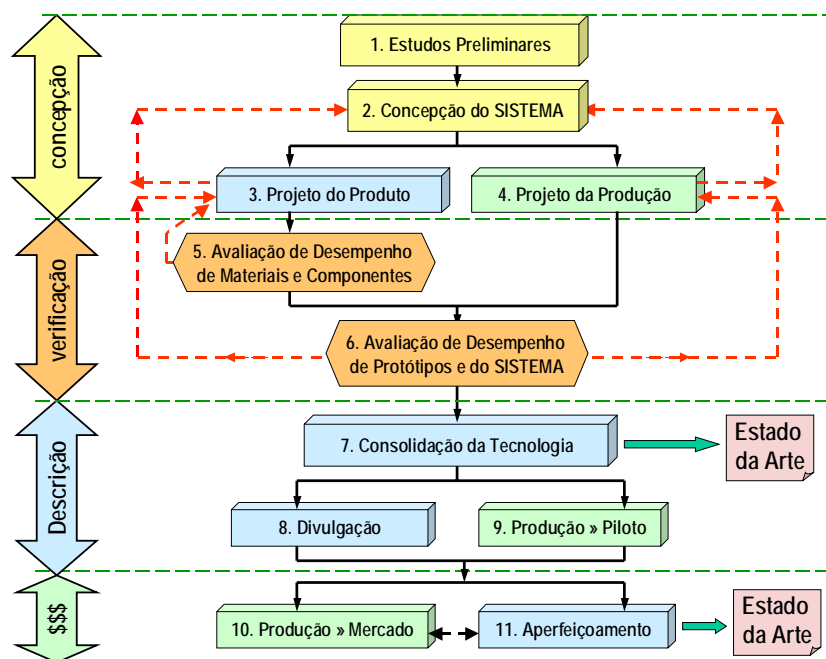 concepção
1. Estudos Preliminares
2. Concepção do SISTEMA
3. Projeto do Produto
4. Projeto da Produção
verificação
5. Avaliação de Desempenho
de Materiais e Componentes
6. Avaliação de Desempenho
de Protótipos e do SISTEMA
Descrição
7. Consolidação da Tecnologia
Estado
da Arte
8. Divulgação
9. Produção » Piloto
$$$
10. Produção » Mercado
11. Aperfeiçoamento
Estado
da Arte